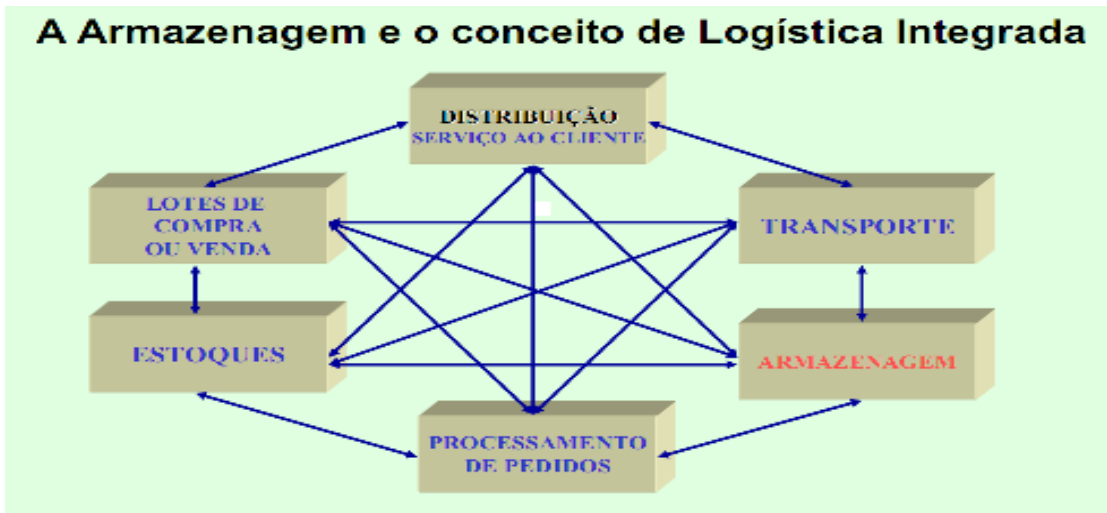 A Armazenagem e o conceito de Logística Integrada
DISTRIBUIÇÃO
SERVIÇO AO CLIENTE
LOTES DE
COMPRA
OU VENDA
TRANSPORTE
ESTOQUES
ARMAZENAGEM
PROCESSAMENTO
DE PEDIDOS